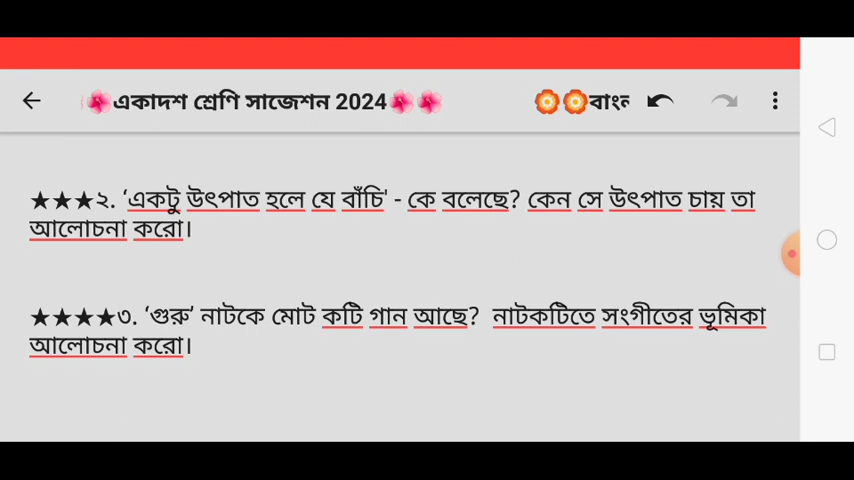 একাদশ শ্রেণি সাজেশন 2024
বাংল
★★★২. ‘একটু উৎপাত হলে যে বাঁচি' - কে বলেছে? কেন সে উৎপাত চায় তা
আলোচনা করো।
★★★★৩. ‘গুরু’ নাটকে মোট কটি গান আছে? নাটকটিতে সংগীতের ভূমিকা
আলোচনা করো।